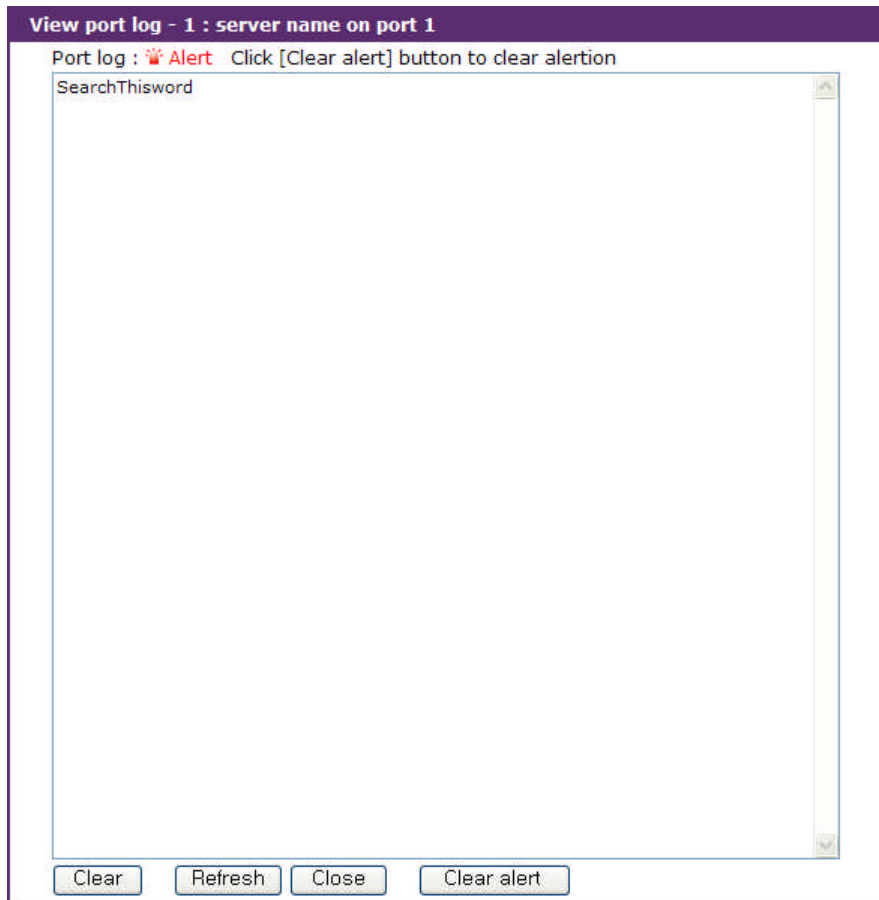 View port log - 1 : server name on port 1
Port log : Alert Click [Clear alert] button to clear alertion
SearchThisword
Clear Refresh Close Clear alert